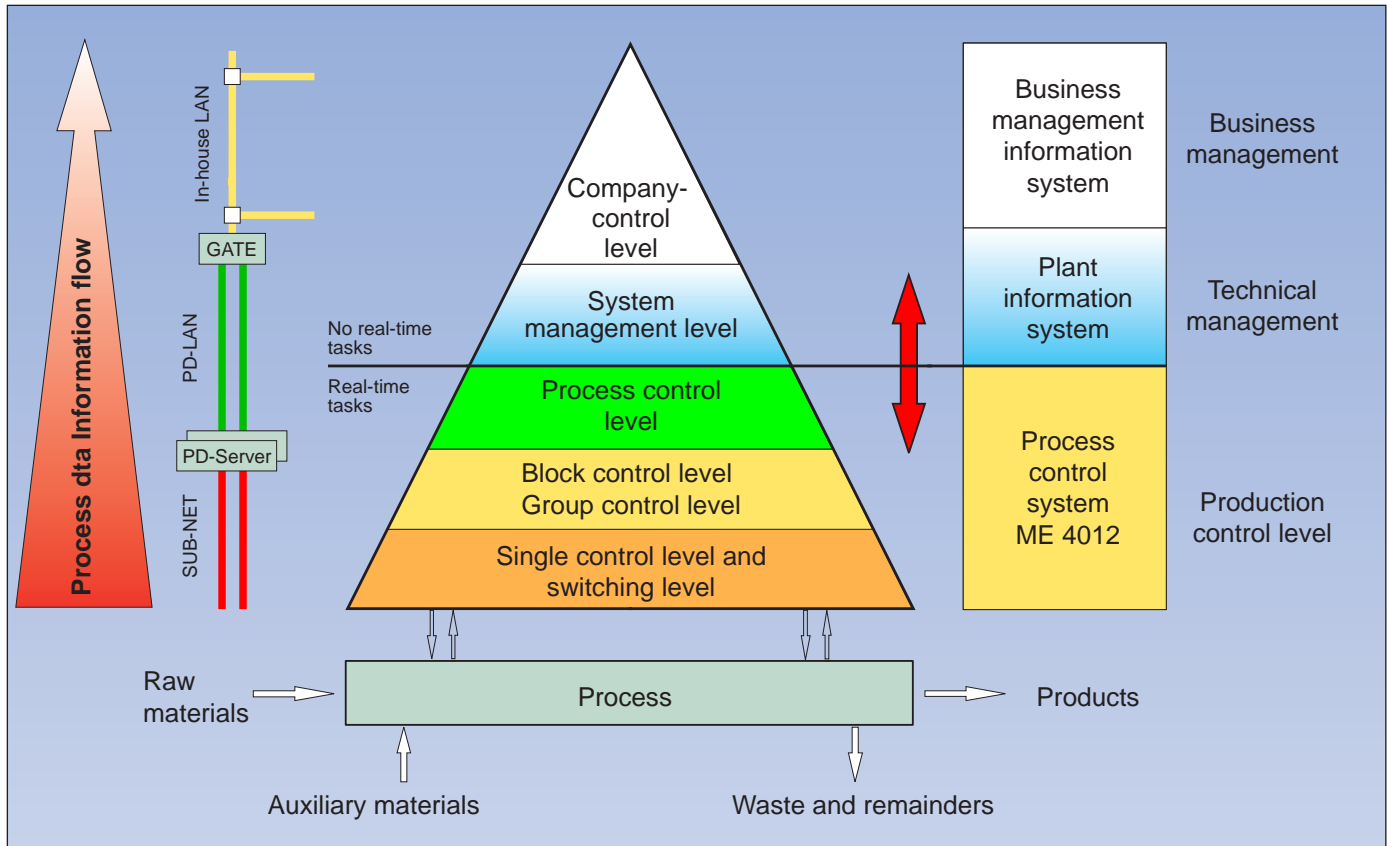 Process dta Information flow
In-house LAN
GATE
PD-LAN
PD-Server
SUB-NET
No real-time
tasks
Real-time
tasks
Company-
control
level
System
management level
Process control
level
Block control level
Group control level
Single control level and
switching level
Business
management
information
system
Plant
information
system
Process
control
system
ME 4012
Business
management
Technical
management
Production
control level
Raw
materials
Process
Products
Auxiliary materials
Waste and remainders